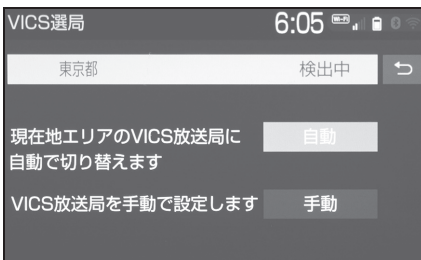 VICS選局 6:05 Wi-Fi
東京都 検出中
現在地エリアのVICS放送局に 自動
自動で切り替えます
VICS放送局を手動で設定します 手動